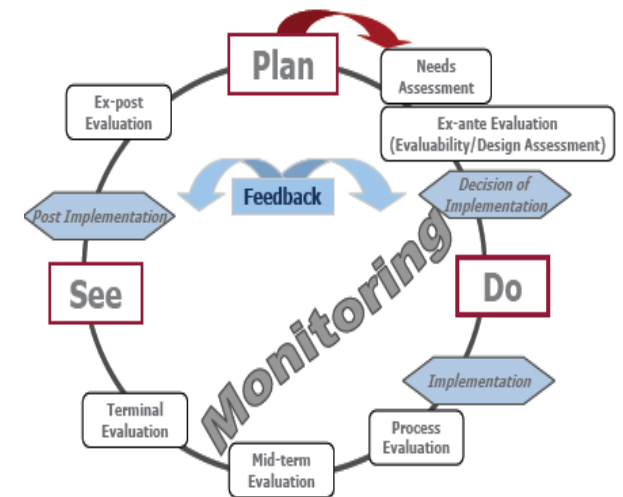 Plan
Needs
Assessment
Ex-ante Evaluation
(Evaluability/Design Assessment)
Decision of
Implementation
Do
Implementation
Process
Evaluation
Mid-term
Evaluation
Terminal
Evaluation
See
Post Implementation
Ex-post
Evaluation
Feedback
Monitoring